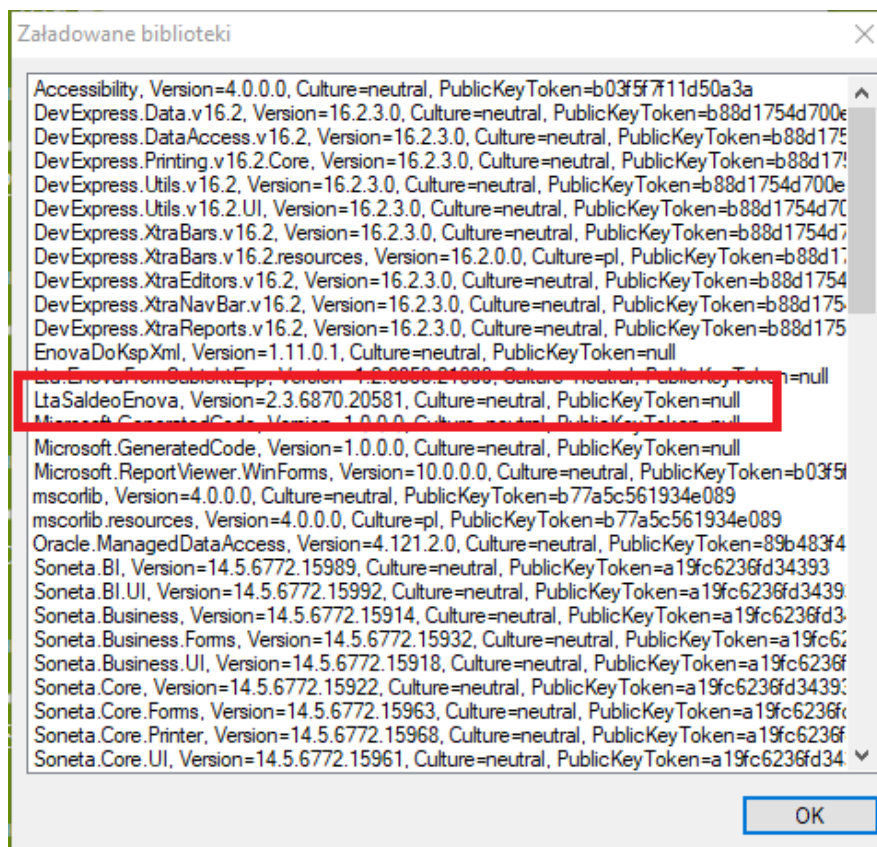 Załadowane biblioteki
Accessibility, Version=4.0.0.0, Culture=neutral, PublicKeyToken=b03f5f7f11d50a3a
DevExpress.Data.v16.2, Version=16.2.3.0, Culture=neutral, PublicKeyToken=b88d1754d700e
DevExpress.DataAccess.v16.2, Version=16.2.3.0, Culture=neutral, PublicKeyToken=b88d175
DevExpress.Printing.v16.2.Core, Version=16.2.3.0, Culture=neutral, PublicKeyToken=b88d175
DevExpress.Utils.v16.2, Version=16.2.3.0, Culture=neutral, PublicKeyToken=b88d1754d700e
DevExpress.Utils.v16.2.UI, Version=16.2.3.0, Culture=neutral, PublicKeyToken=b88d1754d70
DevExpress.XtraBars.v16.2, Version=16.2.3.0, Culture=neutral, PublicKeyToken=b88d1754d7
DevExpress.XtraBars.v16.2.resources, Version=16.2.0.0, Culture=pl, PublicKeyToken=b88d17
DevExpress.XtraEditors.v16.2, Version=16.2.3.0, Culture=neutral, PublicKeyToken=b88d1754
DevExpress.XtraNavBar.v16.2, Version=16.2.3.0, Culture=neutral, PublicKeyToken=b88d175
DevExpress.XtraReports.v16.2, Version=16.2.3.0, Culture=neutral, PublicKeyToken=b88d175
EnovaDoKspXml, Version=1.11.0.1, Culture=neutral, PublicKeyToken=null
Culture=neutral, PublicKeyToken=null
LtaSaldeoEnova, Version=2.3.6870.20581, Culture=neutral, PublicKeyToken=null
Microsoft.GeneratedCode, Version=1.0.0.0, Culture=neutral, PublicKeyToken=null
Microsoft.GeneratedCode, Version=1.0.0.0, Culture=neutral, PublicKeyToken=null
Microsoft.ReportViewer.WinForms, Version=10.0.0.0, Culture=neutral, PublicKeyToken=b03f5f
mscorlib, Version=4.0.0.0, Culture=neutral, PublicKeyToken=b77a5c561934e089
mscorlib.resources, Version=4.0.0.0, Culture=pl, PublicKeyToken=b77a5c561934e089
Oracle.ManagedDataAccess, Version=4.121.2.0, Culture=neutral, PublicKeyToken=89b483f4
Soneta.BI, Version=14.5.6772.15989, Culture=neutral, PublicKeyToken=a19fc6236fd34393
Soneta.BI.UI, Version=14.5.6772.15992, Culture=neutral, PublicKeyToken=a19fc6236fd3439
Soneta.Business, Version=14.5.6772.15914, Culture=neutral, PublicKeyToken=a19fc6236fd3
Soneta.Business.Forms, Version=14.5.6772.15932, Culture=neutral, PublicKeyToken=a19fc62
Soneta.Business.UI, Version=14.5.6772.15918, Culture=neutral, PublicKeyToken=a19fc6236f
Soneta.Core, Version=14.5.6772.15922, Culture=neutral, PublicKeyToken=a19fc6236fd34393
Soneta.Core.Forms, Version=14.5.6772.15963, Culture=neutral, PublicKeyToken=a19fc6236f
Soneta.Core.Printer, Version=14.5.6772.15968, Culture=neutral, PublicKeyToken=a19fc6236f
Soneta.Core.UI, Version=14.5.6772.15961, Culture=neutral, PublicKeyToken=a19fc6236fd34
OK